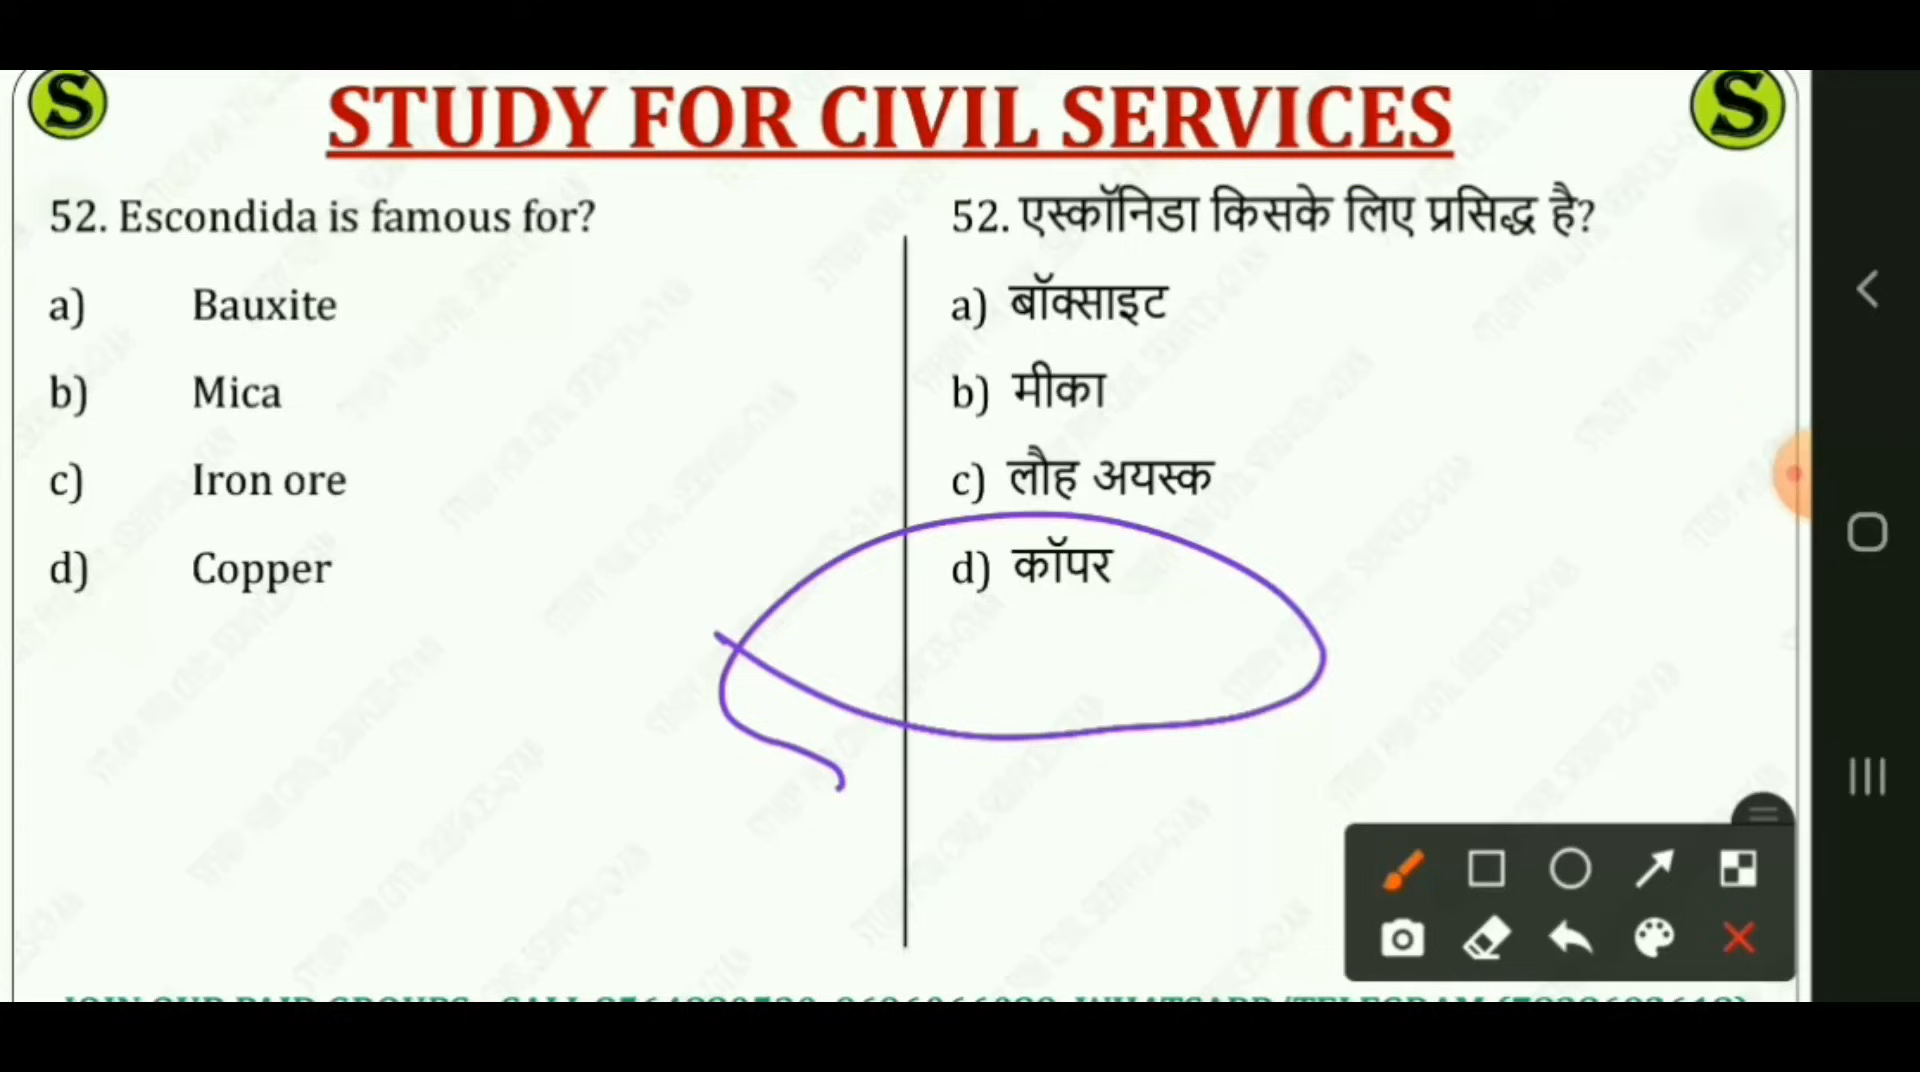 STUDY FOR CIVIL SERVICES
52. Escondida is famous for?
a) Bauxite
b) Mica
c) Iron ore
d) Copper
52. एस्कॉनिडा किसके लिए प्रसिद्ध है?
a) बॉक्साइट
b) मीका
c) लौह अयस्क
d) कॉपर